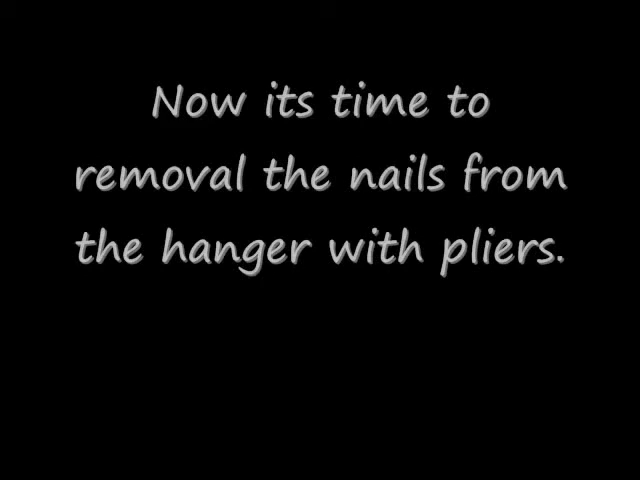 Now its time to
removal the nails from
the hanger with pliers.